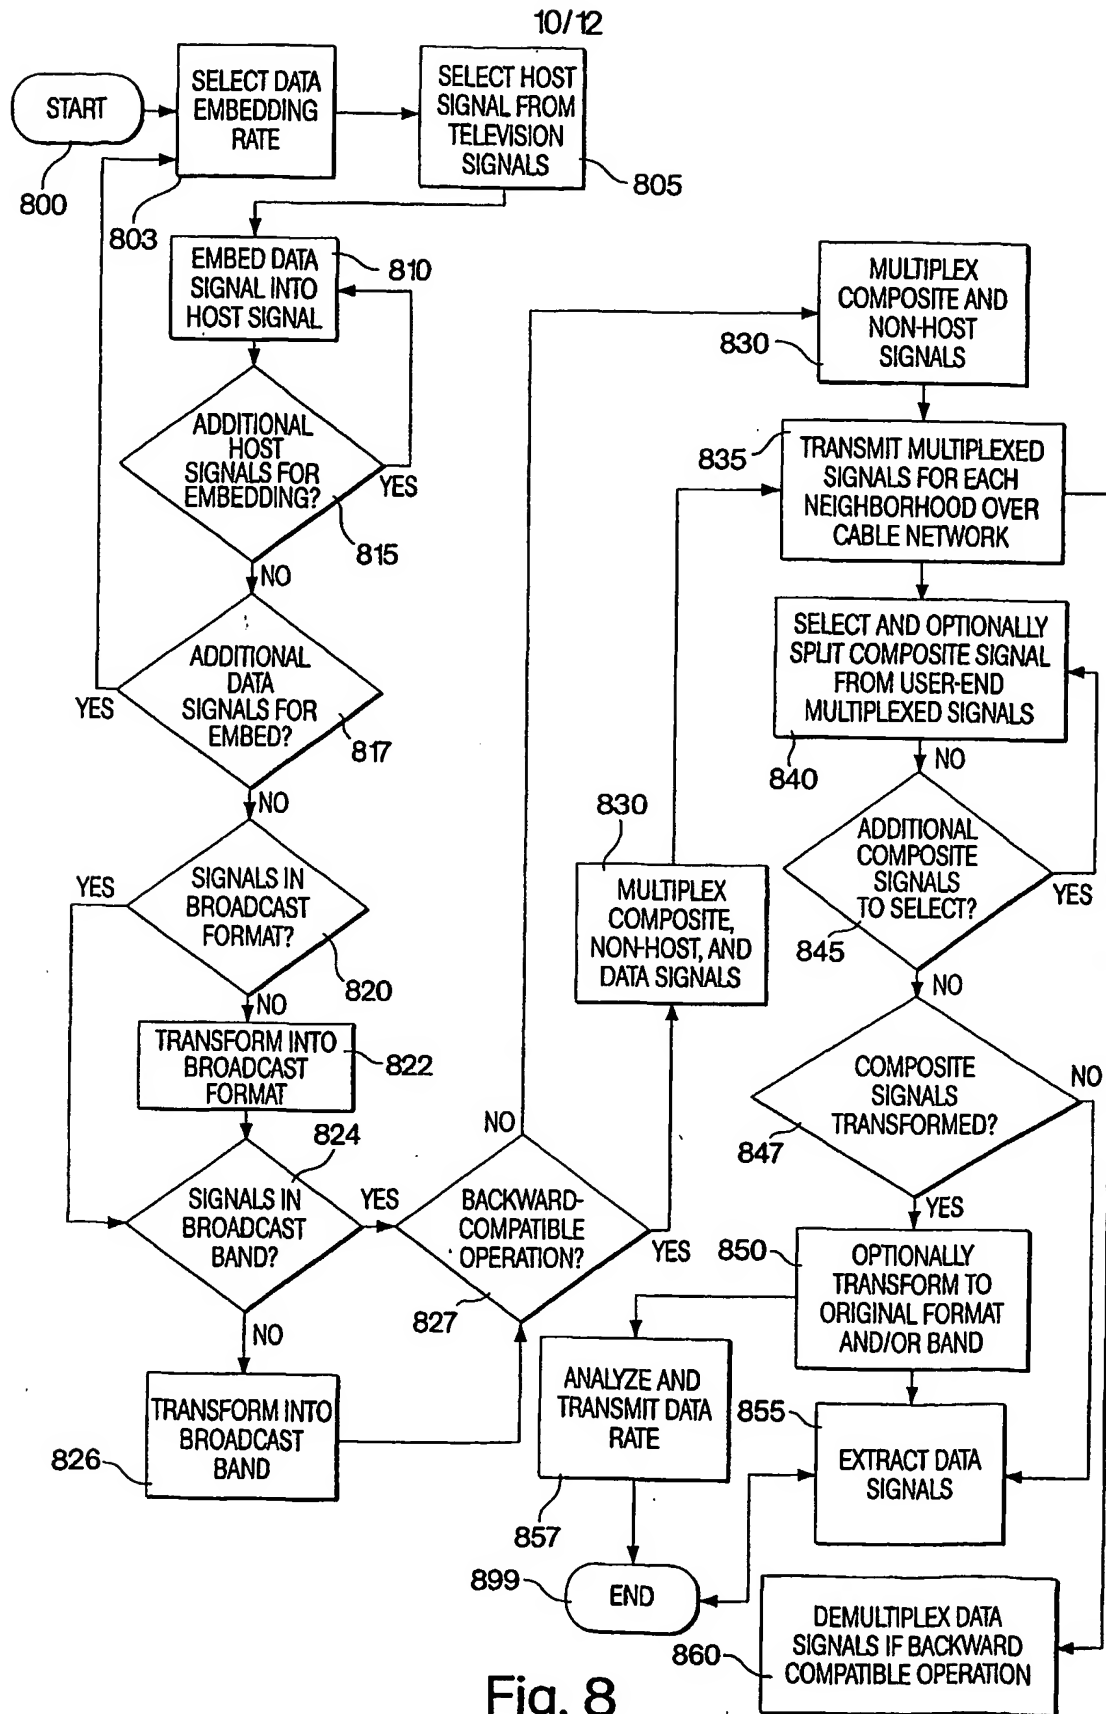 10/12
START
800
SELECT DATA
EMBEDDING
RATE
803
SELECT HOST
SIGNAL FROM
TELEVISION
SIGNALS
805
EMBED DATA
SIGNAL INTO
HOST SIGNAL
810
ADDITIONAL
HOST
SIGNALS FOR
EMBEDDING?
YES
815
NO
ADDITIONAL
DATA
SIGNALS FOR
EMBED?
YES
817
NO
SIGNALS IN
BROADCAST
FORMAT?
YES
820
NO
TRANSFORM INTO
BROADCAST
FORMAT
822
824
SIGNALS IN
BROADCAST
BAND?
YES
NO
TRANSFORM INTO
BROADCAST
BAND
826
BACKWARD-
COMPATIBLE
OPERATION?
NO
YES
827
830
MULTIPLEX
COMPOSITE,
NON-HOST, AND
DATA SIGNALS
MULTIPLEX
COMPOSITE AND
NON-HOST
SIGNALS
830
835
TRANSMIT MULTIPLEXED
SIGNALS FOR EACH
NEIGHBORHOOD OVER
CABLE NETWORK
SELECT AND OPTIONALLY
SPLIT COMPOSITE SIGNAL
FROM USER-END
MULTIPLEXED SIGNALS
840
NO
ADDITIONAL
COMPOSITE
SIGNALS
TO SELECT?
YES
845
NO
COMPOSITE
SIGNALS
TRANSFORMED?
NO
847
YES
850
OPTIONALLY
TRANSFORM TO
ORIGINAL FORMAT
AND/OR BAND
ANALYZE AND
TRANSMIT DATA
RATE
857
855
EXTRACT DATA
SIGNALS
899
END
DEMULTIPLEX DATA
SIGNALS IF BACKWARD
COMPATIBLE OPERATION
860
Fig. 8